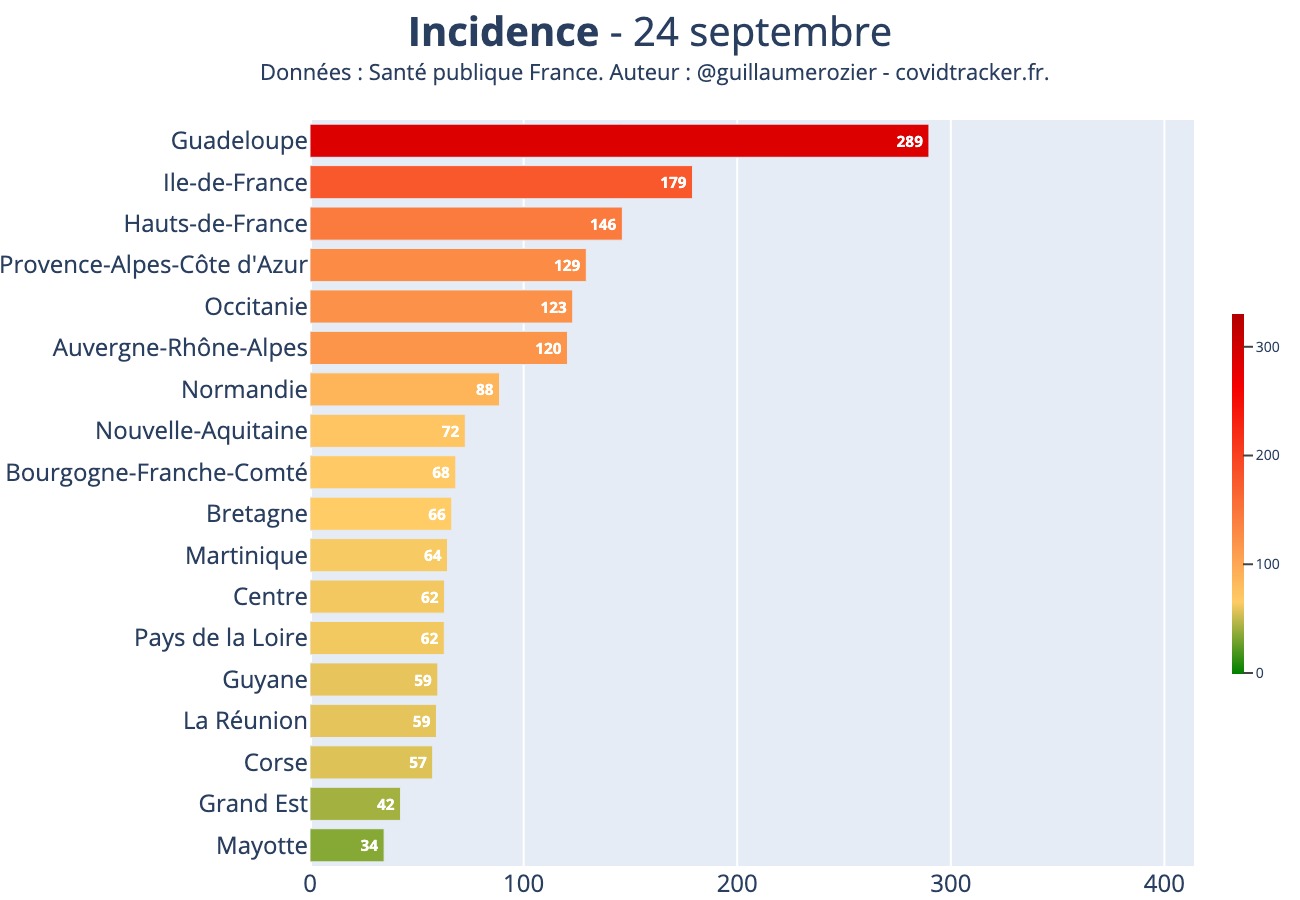 Incidence - 24 septembre
Données : Santé publique France. Auteur : @guillaumerozier - covidtracker.fr.
Guadeloupe 289
Ile-de-France 179
Hauts-de-France 146
Provence-Alpes-Côte d'Azur 129
Occitanie 123
Auvergne-Rhône-Alpes 120
Normandie 88
Nouvelle-Aquitaine 72
Bourgogne-Franche-Comté 68
Bretagne 66
Martinique 64
Centre 62
Pays de la Loire 62
Guyane 59
La Réunion 59
Corse 57
Grand Est 42
Mayotte 34
0 100 200 300 400
300
200
100
0